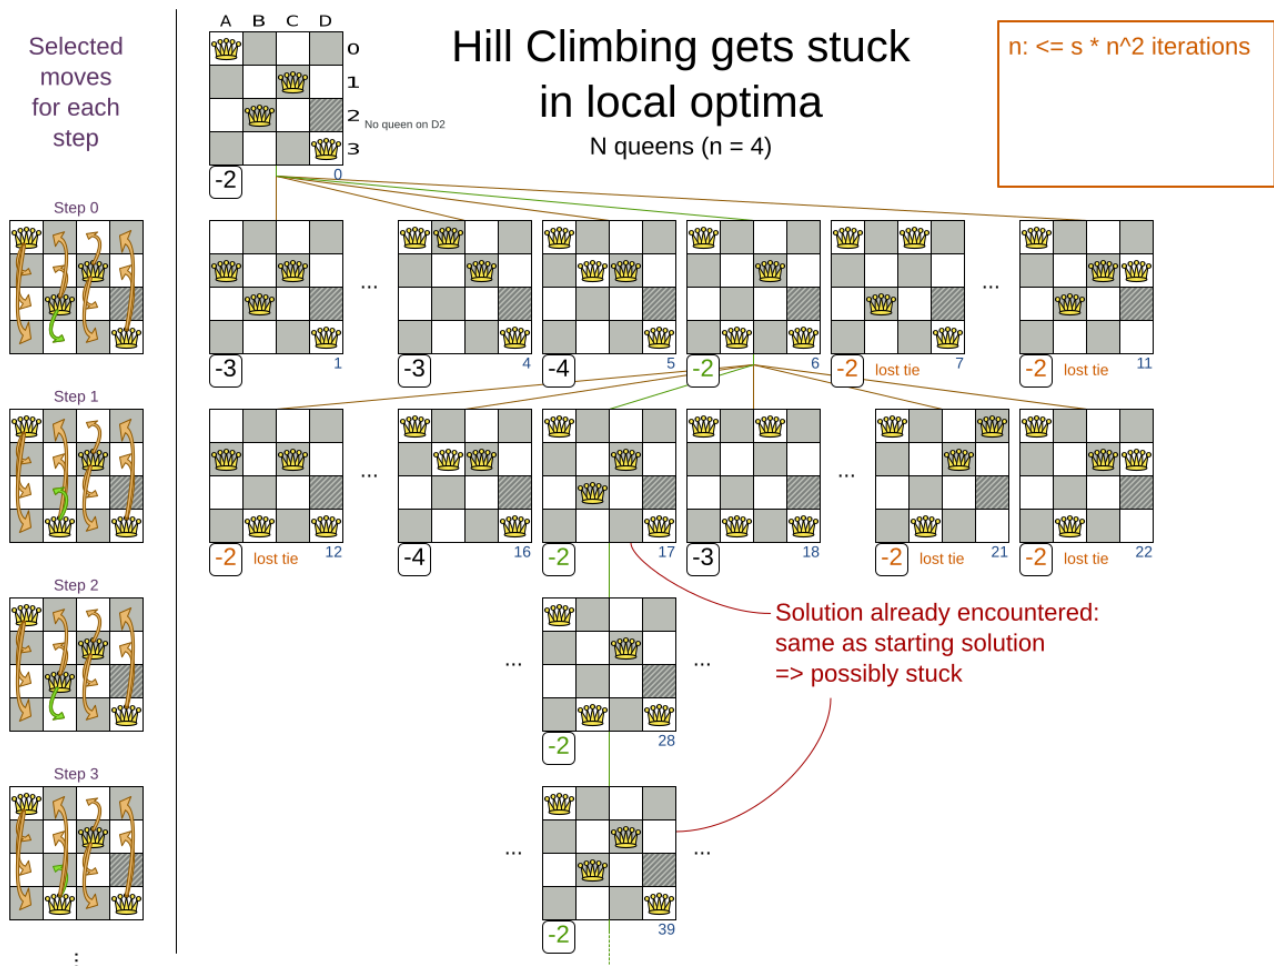 Selected
moves
for each
step
A B C D
0
1
2
3
No queen on D2
-2
0
Hill Climbing gets stuck
in local optima
N queens (n = 4)
n: <= s * n^2 iterations
Step 0
-3
1
...
-3
4
-4
5
-2
6
-2
lost tie
7
...
-2
lost tie
11
Step 1
-2
lost tie
12
...
-4
16
-2
17
-3
18
...
-2
lost tie
21
-2
lost tie
22
Step 2
...
-2
28
...
Solution already encountered:
same as starting solution
=> possibly stuck
Step 3
...
-2
39
...
...